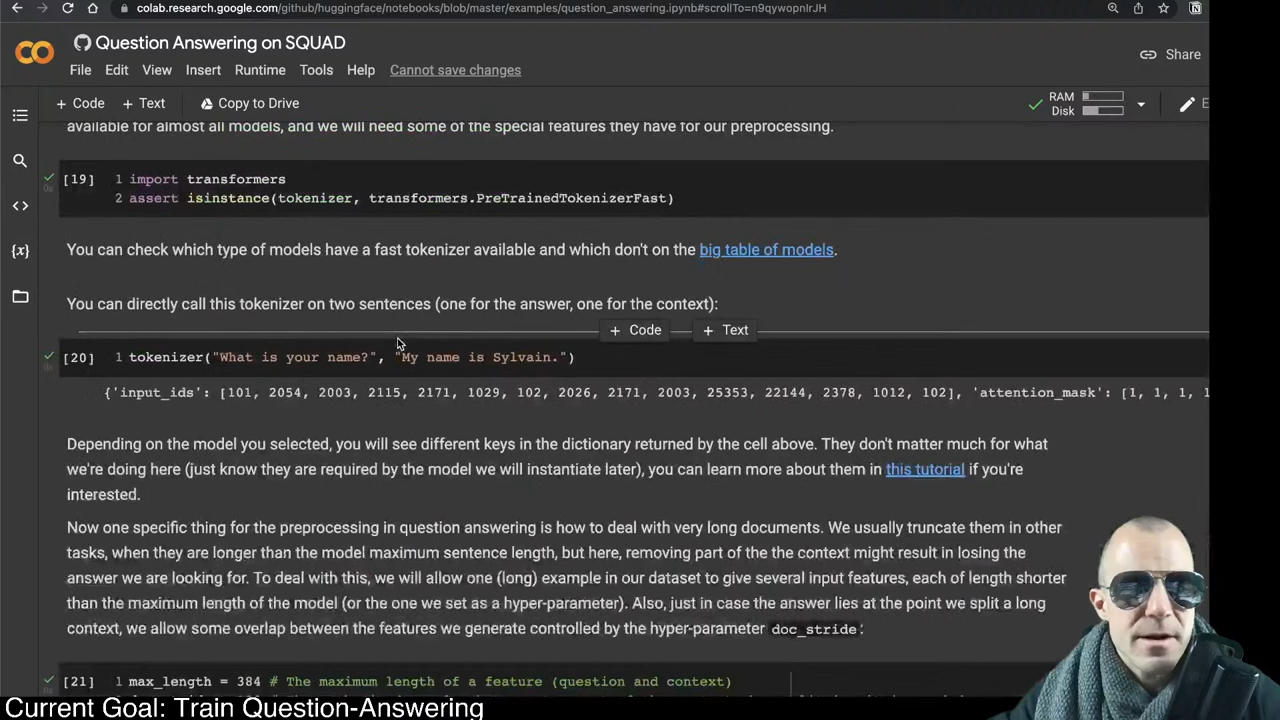 colab.research.google.com/github/huggingface/notebooks/blob/master/examples/question_answering.ipynb#scrollTo=n9qywopnIrJH
Question Answering on SQUAD
File Edit View Insert Runtime Tools Help Cannot save changes
Share
+ Code + Text Copy to Drive
RAM
Disk
E
available for almost all models, and we will need some of the special features they have for our preprocessing.
[19] 1 import transformers
2 assert isinstance(tokenizer, transformers.PreTrainedTokenizerFast)
0s
You can check which type of models have a fast tokenizer available and which don't on the big table of models.
You can directly call this tokenizer on two sentences (one for the answer, one for the context):
+ Code + Text
[20] 1 tokenizer("What is your name?", "My name is Sylvain.")
0s
{'input_ids': [101, 2054, 2003, 2115, 2171, 1029, 102, 2026, 2171, 2003, 25353, 22144, 2378, 1012, 102], 'attention_mask': [1, 1, 1, 1
Depending on the model you selected, you will see different keys in the dictionary returned by the cell above. They don't matter much for what
we're doing here (just know they are required by the model we will instantiate later), you can learn more about them in this tutorial if you're
interested.
Now one specific thing for the preprocessing in question answering is how to deal with very long documents. We usually truncate them in other
tasks, when they are longer than the model maximum sentence length, but here, removing part of the the context might result in losing the
answer we are looking for. To deal with this, we will allow one (long) example in our dataset to give several input features, each of length shorter
than the maximum length of the model (or the one we set as a hyper-parameter). Also, just in case the answer lies at the point we split a long
context, we allow some overlap between the features we generate controlled by the hyper-parameter doc_stride:
[21] 1 max_length = 384 # The maximum length of a feature (question and context)
Current Goal: Train Question-Answering